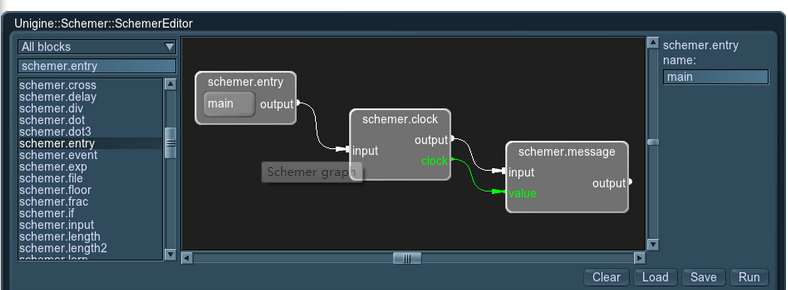 Unigine::Schemer::SchemerEditor
All blocks
schemer.entry
schemer.cross
schemer.delay
schemer.div
schemer.dot
schemer.dot3
schemer.entry
schemer.event
schemer.exp
schemer.file
schemer.floor
schemer.frac
schemer.if
schemer.input
schemer.length
schemer.length2
schemer.entry
main
output
schemer.clock
output
input
clock
Schemer graph
schemer.message
input
output
value
schemer.entry
name:
main
Clear
Load
Save
Run